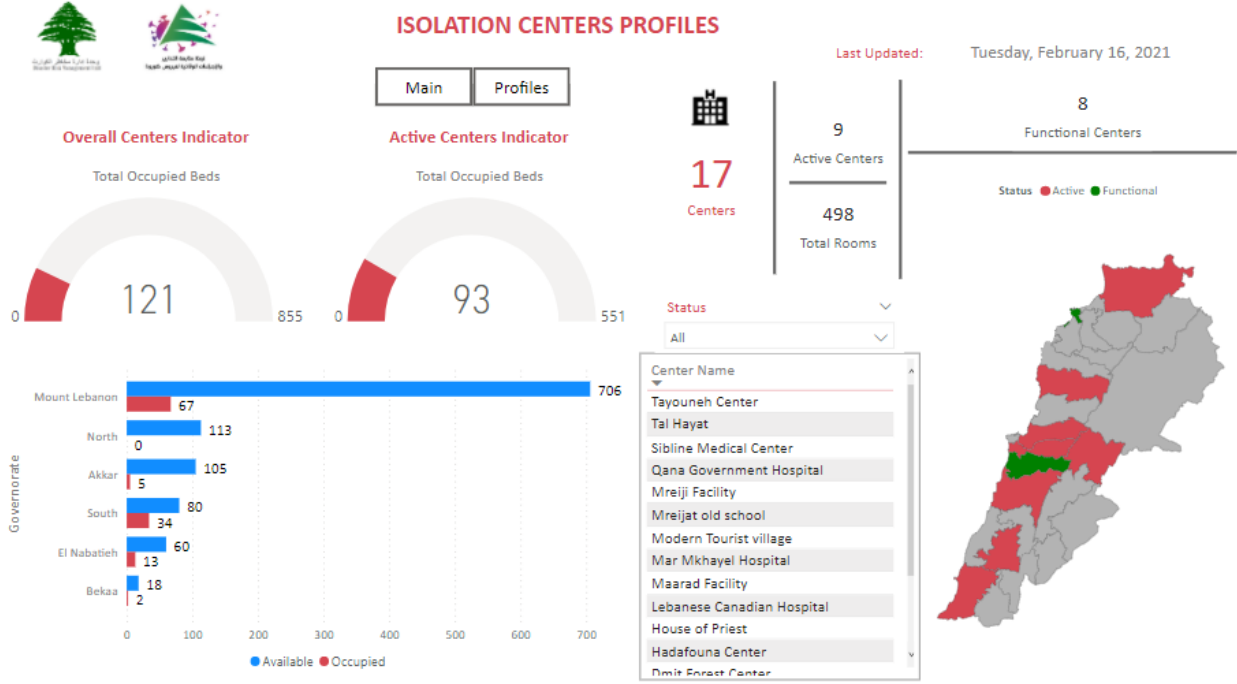 ISOLATION CENTERS PROFILES
Last Updated:
Tuesday, February 16, 2021
Main
Profiles
Overall Centers Indicator
Total Occupied Beds
0
121
855
Active Centers Indicator
Total Occupied Beds
0
93
551
17
Centers
9
Active Centers
498
Total Rooms
8
Functional Centers
Status Active Functional
Status
All
Center Name
Tayouneh Center
Tal Hayat
Sibline Medical Center
Qana Government Hospital
Mreiji Facility
Mreijat old school
Modern Tourist village
Mar Mkhayel Hospital
Maarad Facility
Lebanese Canadian Hospital
House of Priest
Hadafouna Center
Dmit Forest Center
Governorate
Mount Lebanon
706
67
North
113
0
Akkar
105
5
South
80
34
El Nabatieh
60
13
Bekaa
18
2
0 100 200 300 400 500 600 700
Available Occupied